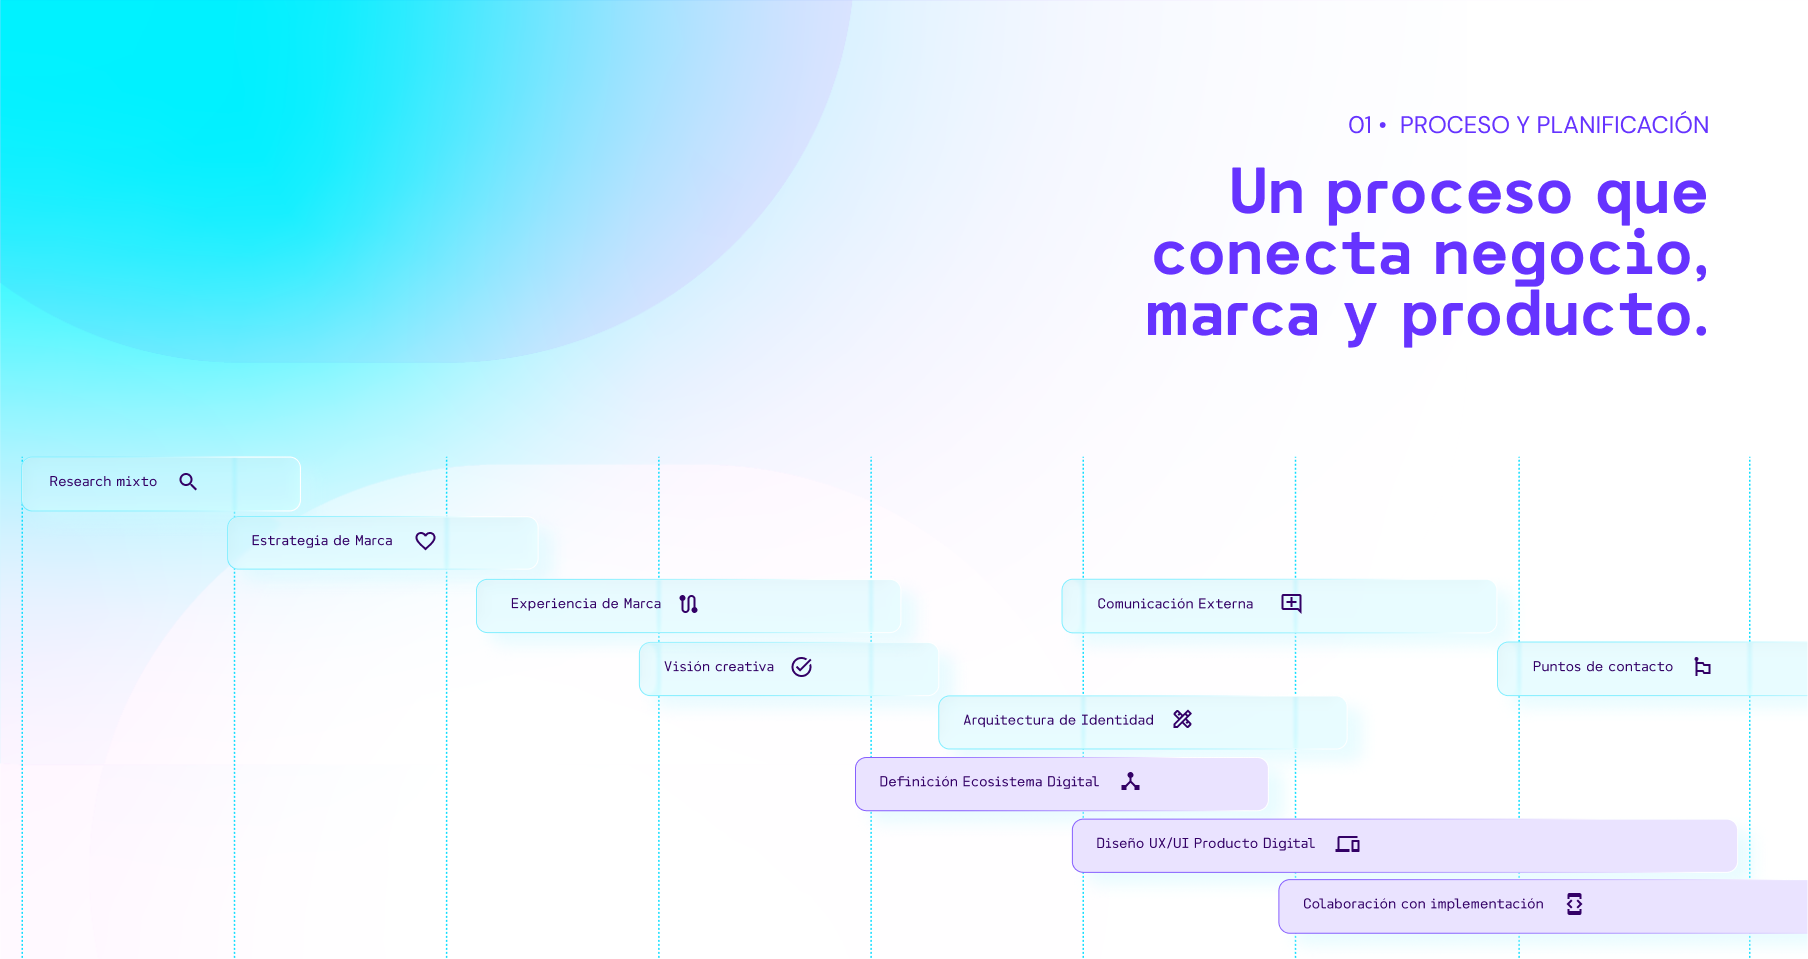 01 • PROCESO Y PLANIFICACIÓN
Un proceso que
conecta negocio,
marca y producto.
Research mixto
Estrategia de Marca
Experiencia de Marca
Comunicación Externa
Visión creativa
Puntos de contacto
Arquitectura de Identidad
Definición Ecosistema Digital
Diseño UX/UI Producto Digital
Colaboración con implementación